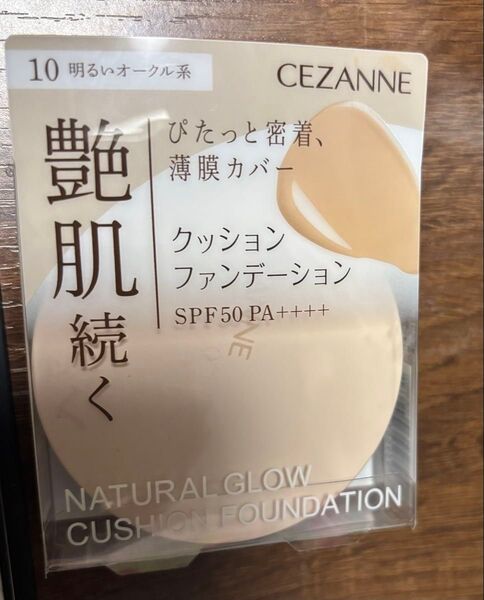 10 明るいオークル系
CEZANNE
艶肌続く
ぴたっと密着、
薄膜カバー
クッション
ファンデーション
SPF50 PA++++
NE
NATURAL GLOW
CUSHION FOUNDATION